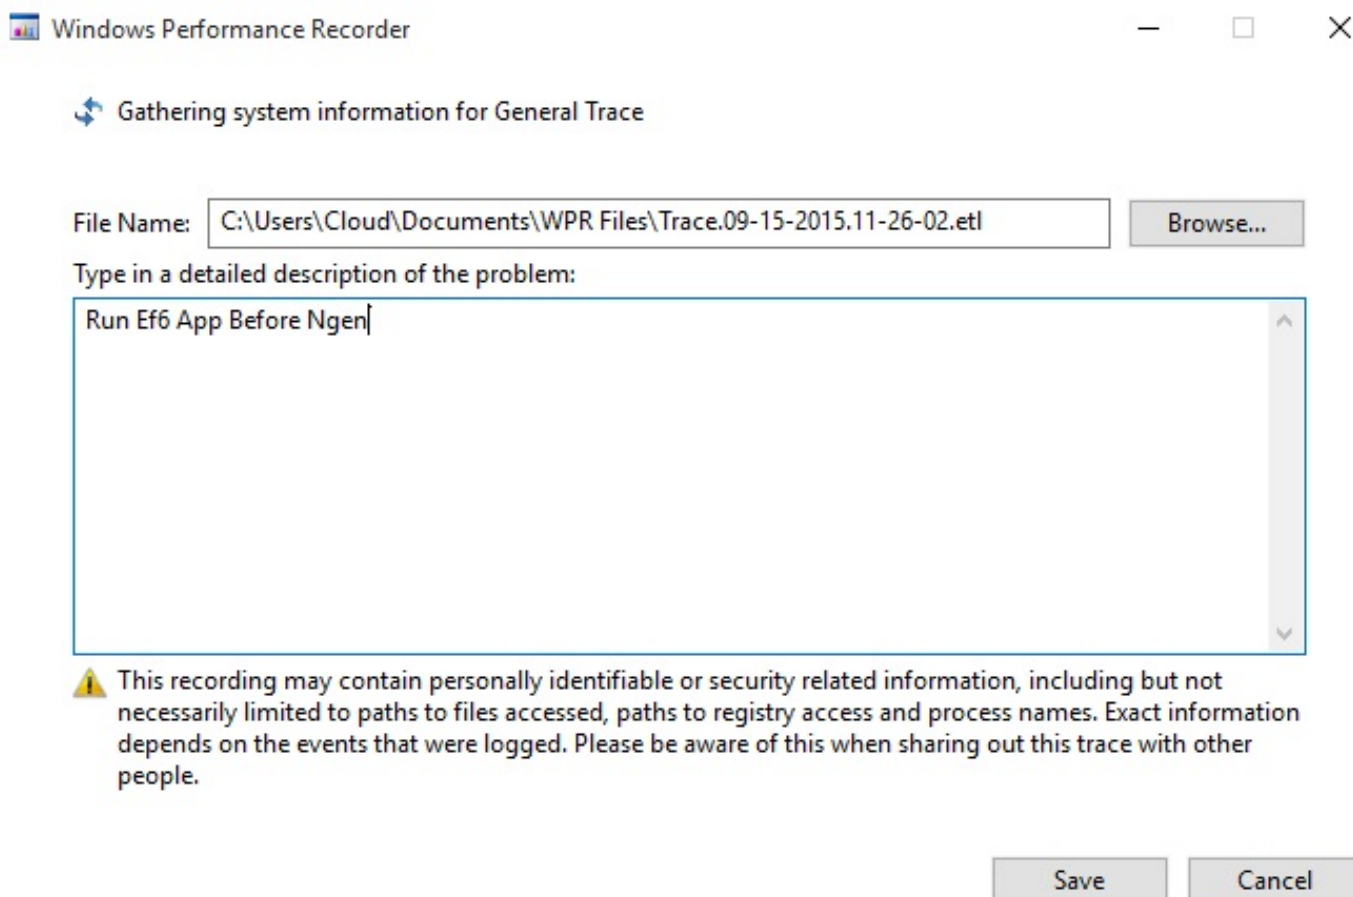 Windows Performance Recorder
Gathering system information for General Trace
File Name: C:\Users\Cloud\Documents\WPR Files\Trace.09-15-2015.11-26-02.etl Browse...
Type in a detailed description of the problem:
Run Ef6 App Before Ngen
This recording may contain personally identifiable or security related information, including but not
necessarily limited to paths to files accessed, paths to registry access and process names. Exact information
depends on the events that were logged. Please be aware of this when sharing out this trace with other
people.
Save Cancel